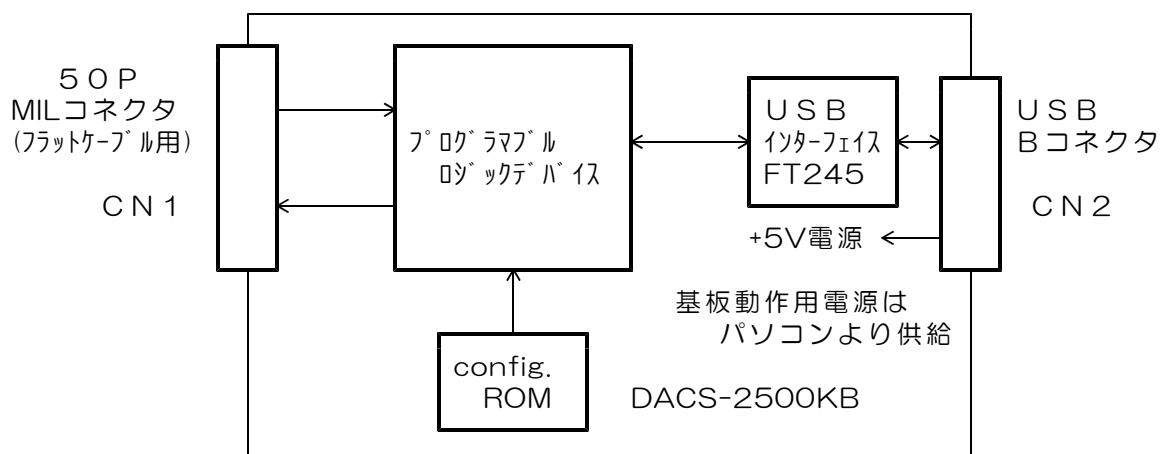 ５０Ｐ
MILコネクタ
(ﾌﾗｯﾄｹｰﾌﾞﾙ用)
ＣＮ１
ﾌﾟﾛｸﾞﾗﾏﾌﾞﾙ
ﾛｼﾞｯｸﾃﾞﾊﾞｲｽ
ＵＳＢ
ｲﾝﾀｰﾌｪｲｽ
FT245
ＵＳＢ
Ｂコネクタ
ＣＮ２
+5V電源
基板動作用電源は
パソコンより供給
config.
ROM
DACS-2500KB